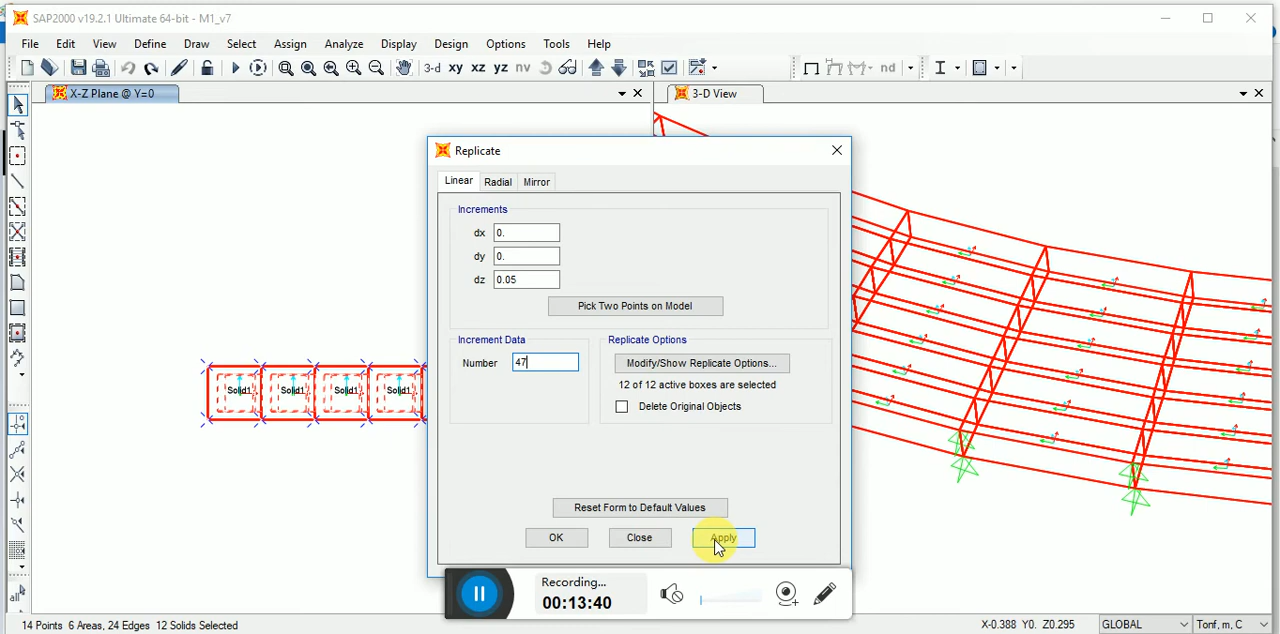 SAP2000 v19.2.1 Ultimate 64-bit - M1_v7
File Edit View Define Draw Select Assign Analyze Display Design Options Tools Help
3-d xy xz yz nv nd
X-Z Plane @ Y=0
3-D View
Replicate
Linear Radial Mirror
Increments
dx 0.
dy 0.
dz 0.05
Pick Two Points on Model
Increment Data
Number 47
Replicate Options
Modify/Show Replicate Options...
12 of 12 active boxes are selected
Delete Original Objects
Reset Form to Default Values
OK Close Apply
Solid1 Solid1 Solid1 Solid1
all
Recording...
00:13:40
14 Points 6 Areas, 24 Edges 12 Solids Selected
X-0.388 Y0. Z0.295
GLOBAL
Tonf, m, C